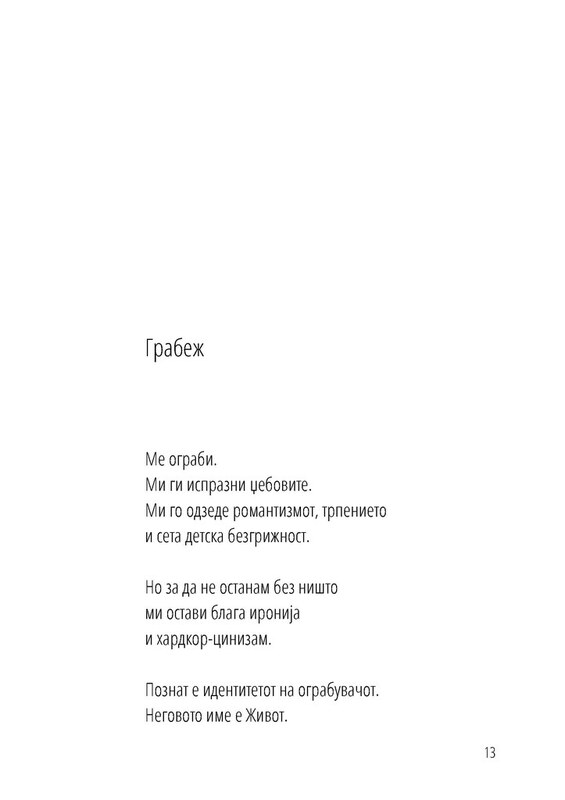 Грабеж
Ме ограби.
Ми ги испразни џебовите.
Ми го одзеде романтизмот, трпението
и сета детска безгрижност.
Но за да не останам без ништо
ми остави блага иронија
и хардкор-цинизам.
Познат е идентитетот на ограбувачот.
Неговото име е Живот.
13